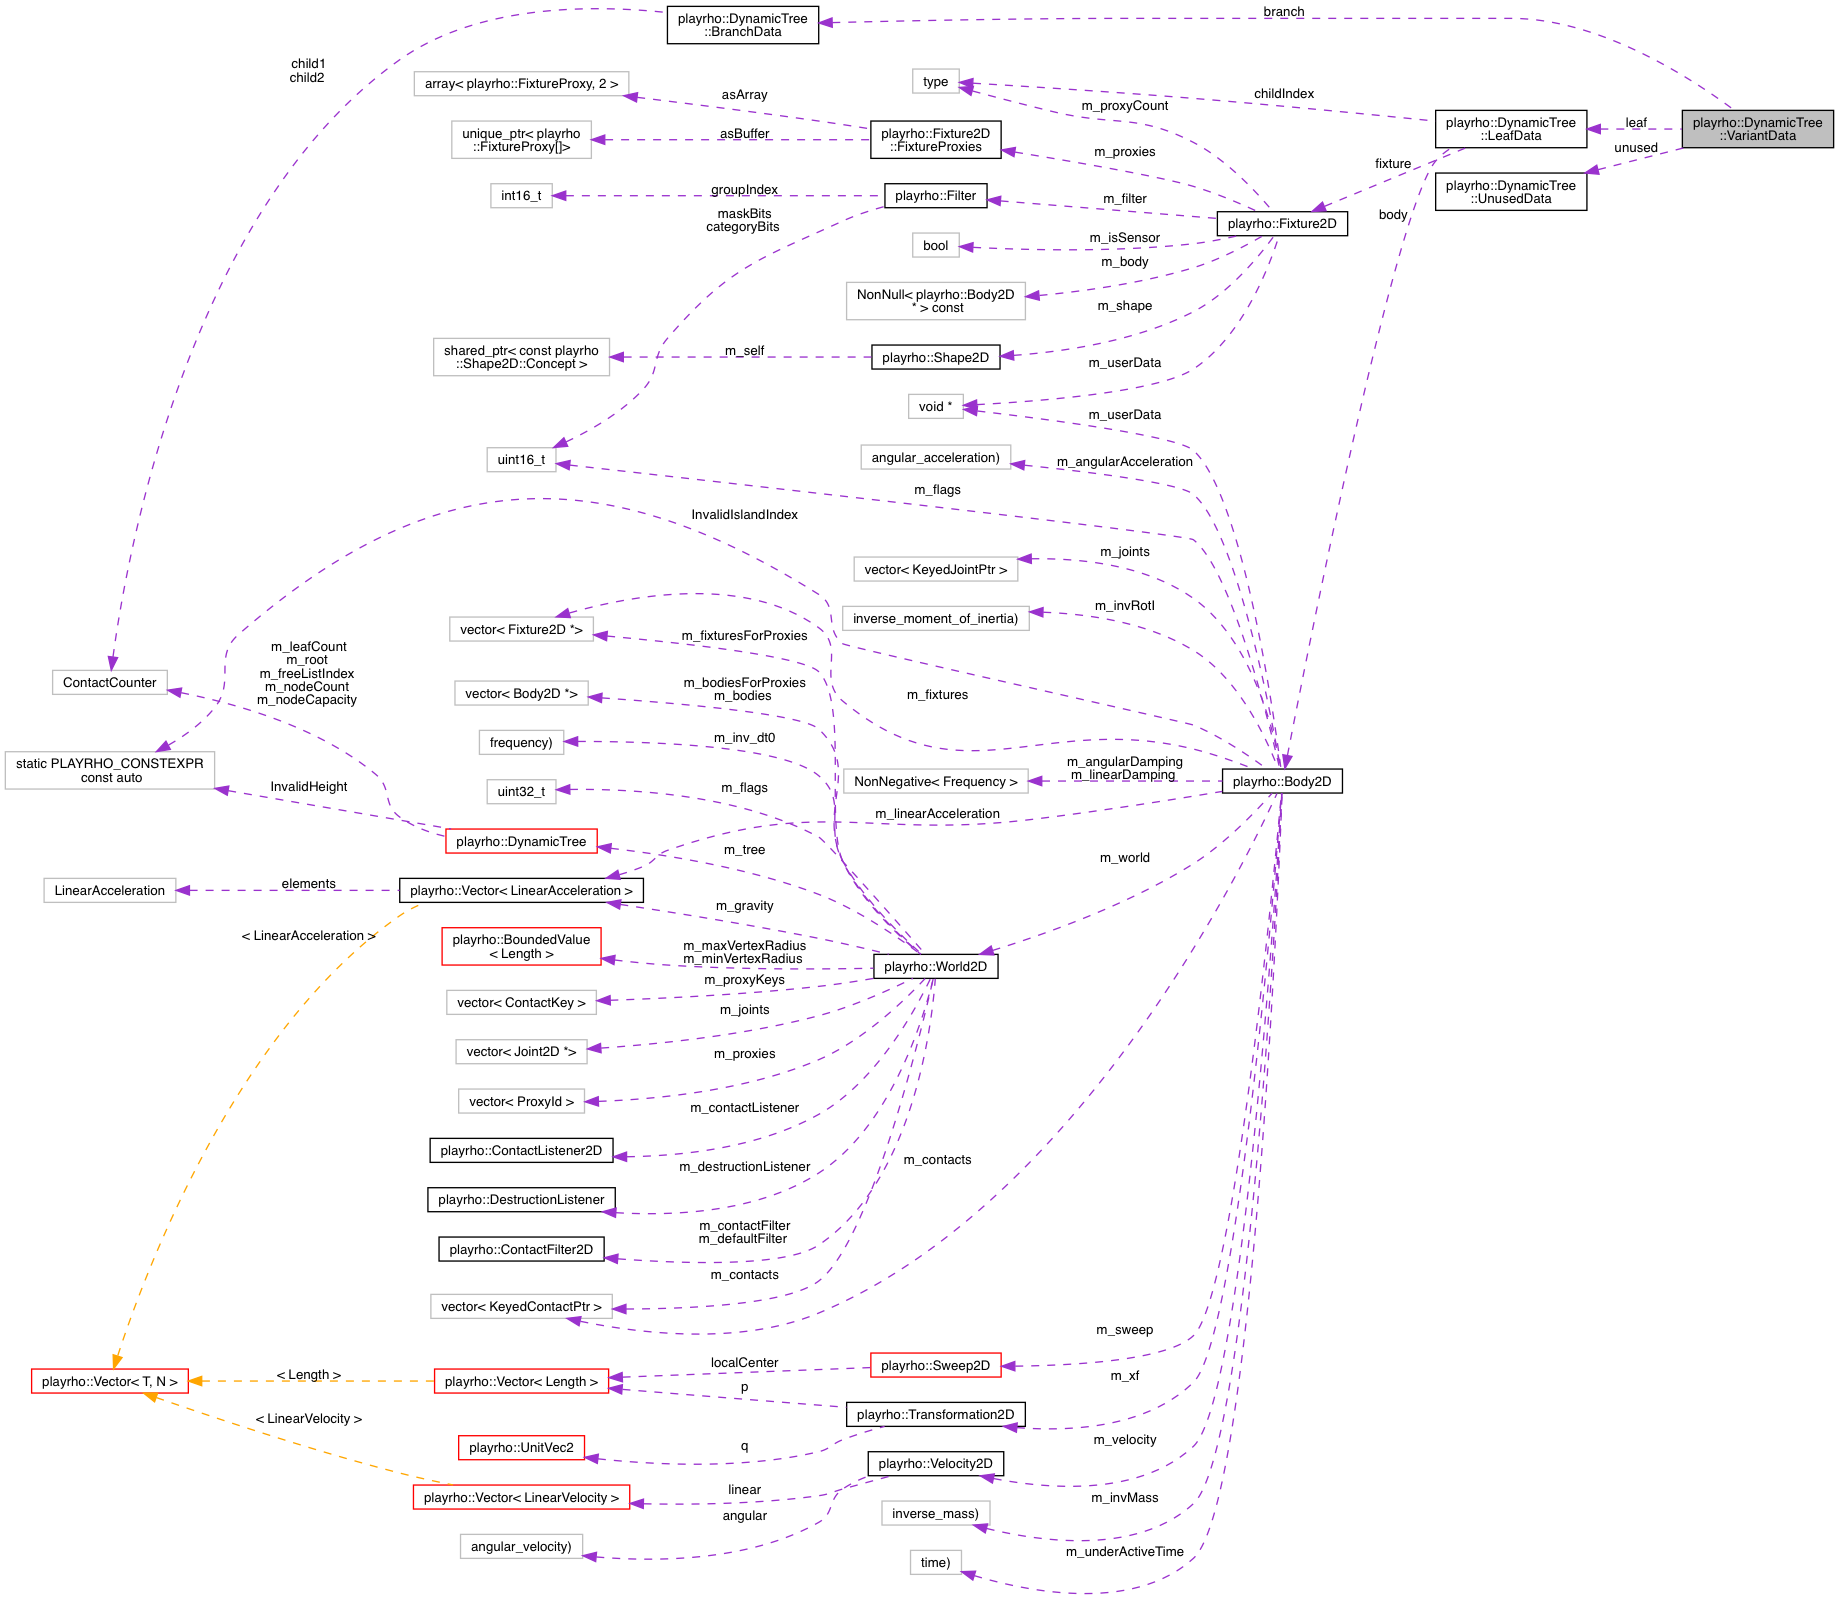 playrho::DynamicTree
::BranchData
branch
child1
child2
array< playrho::FixtureProxy, 2 >
asArray
type
childIndex
m_proxyCount
unique_ptr< playrho
::FixtureProxy[]>
asBuffer
playrho::Fixture2D
::FixtureProxies
m_proxies
playrho::DynamicTree
::LeafData
leaf
playrho::DynamicTree
::VariantData
unused
fixture
playrho::DynamicTree
::UnusedData
int16_t
groupIndex
playrho::Filter
m_filter
maskBits
categoryBits
playrho::Fixture2D
body
bool
m_isSensor
m_body
NonNull< playrho::Body2D
* > const
m_shape
shared_ptr< const playrho
::Shape2D::Concept >
m_self
playrho::Shape2D
m_userData
void *
m_userData
uint16_t
angular_acceleration)
m_angularAcceleration
m_flags
InvalidIslandIndex
vector< KeyedJointPtr >
m_joints
inverse_moment_of_inertia)
m_invRotI
vector< Fixture2D *>
m_fixturesForProxies
m_leafCount
m_root
m_freeListIndex
m_nodeCount
m_nodeCapacity
ContactCounter
vector< Body2D *>
m_bodiesForProxies
m_bodies
m_fixtures
frequency)
m_inv_dt0
static PLAYRHO_CONSTEXPR
const auto
InvalidHeight
uint32_t
m_flags
NonNegative< Frequency >
m_angularDamping
m_linearDamping
playrho::Body2D
m_linearAcceleration
playrho::DynamicTree
m_tree
m_world
LinearAcceleration
elements
playrho::Vector< LinearAcceleration >
m_gravity
< LinearAcceleration >
playrho::BoundedValue
< Length >
m_maxVertexRadius
m_minVertexRadius
playrho::World2D
vector< ContactKey >
m_proxyKeys
vector< Joint2D *>
m_joints
vector< ProxyId >
m_proxies
playrho::ContactListener2D
m_contactListener
playrho::DestructionListener
m_destructionListener
m_contacts
playrho::ContactFilter2D
m_contactFilter
m_defaultFilter
vector< KeyedContactPtr >
m_contacts
m_sweep
playrho::Vector< T, N >
< Length >
playrho::Vector< Length >
localCenter
playrho::Sweep2D
m_xf
p
playrho::Transformation2D
< LinearVelocity >
playrho::UnitVec2
q
m_velocity
playrho::Velocity2D
playrho::Vector< LinearVelocity >
linear
m_invMass
inverse_mass)
angular
angular_velocity)
m_underActiveTime
time)